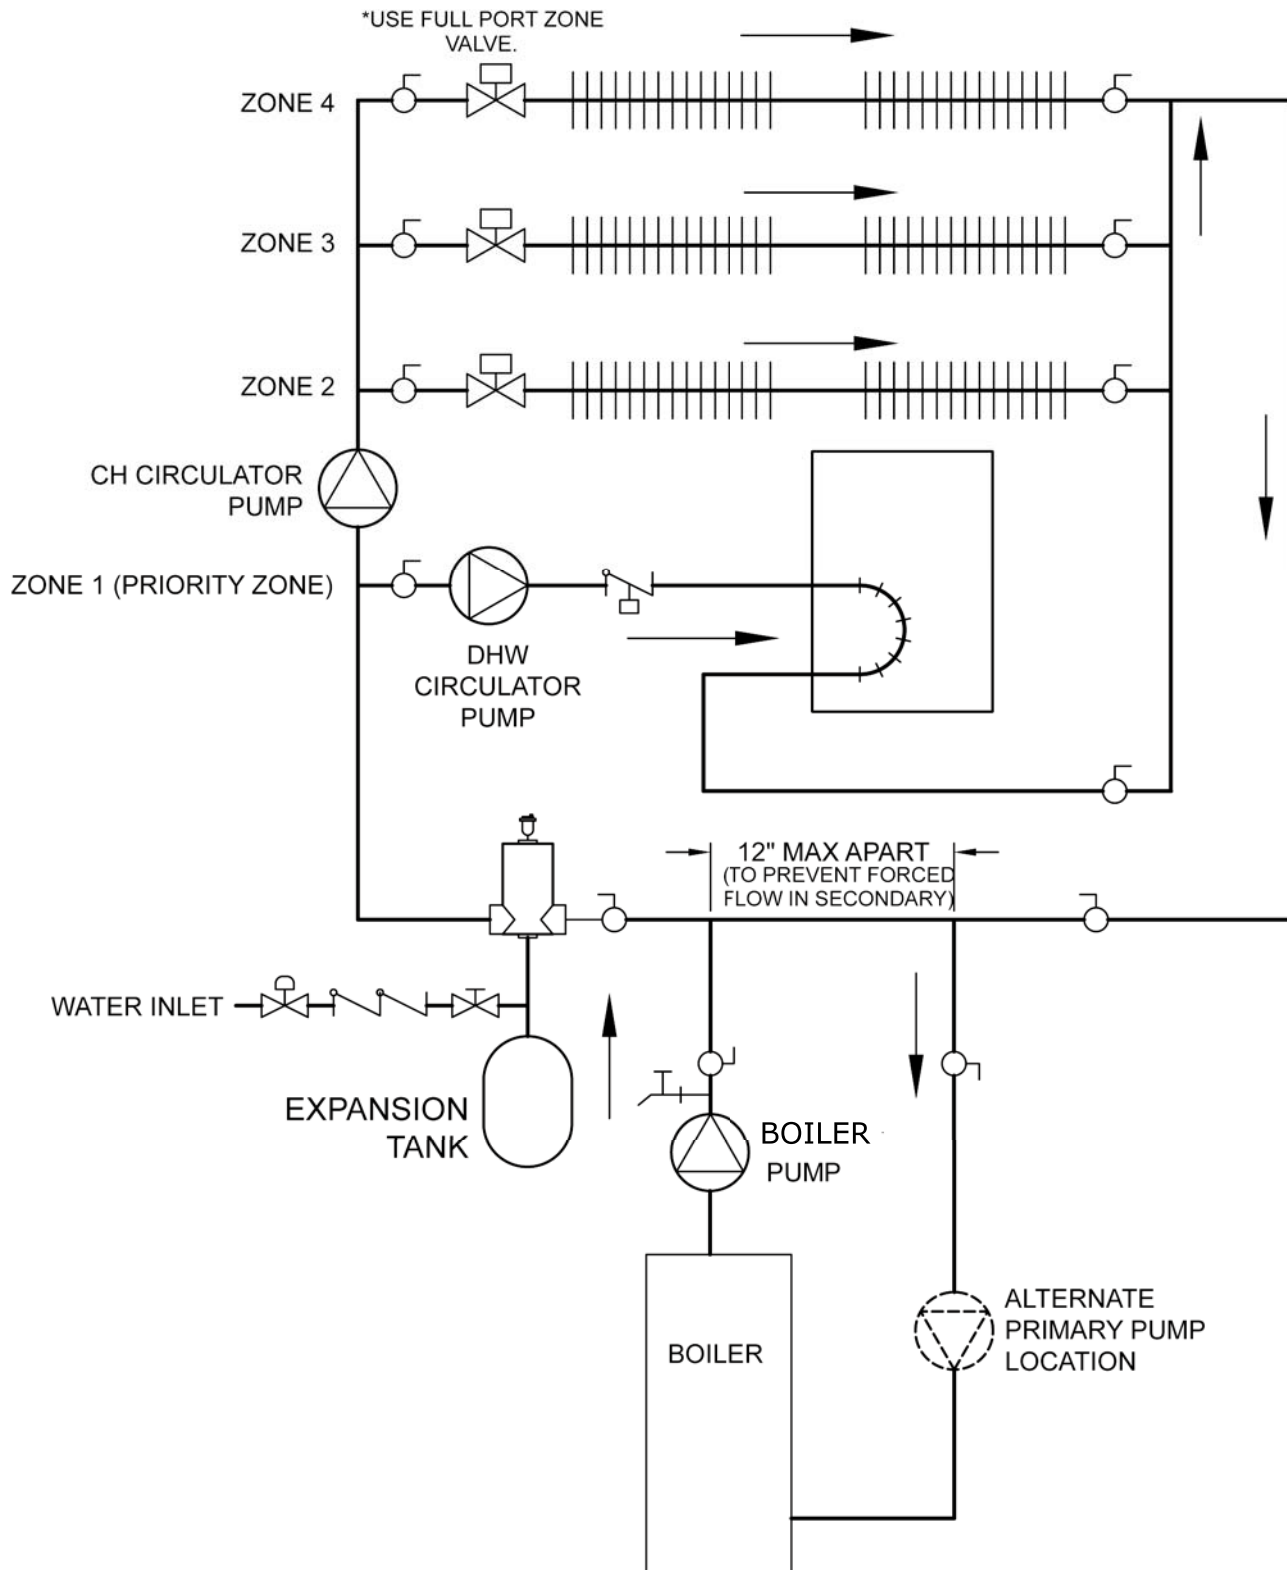 *USE FULL PORT ZONE
VALVE.
ZONE 4
ZONE 3
ZONE 2
CH CIRCULATOR
PUMP
ZONE 1 (PRIORITY ZONE)
DHW
CIRCULATOR
PUMP
12" MAX APART
(TO PREVENT FORCED
FLOW IN SECONDARY)
WATER INLET
EXPANSION
TANK
BOILER
PUMP
ALTERNATE
PRIMARY PUMP
LOCATION
BOILER